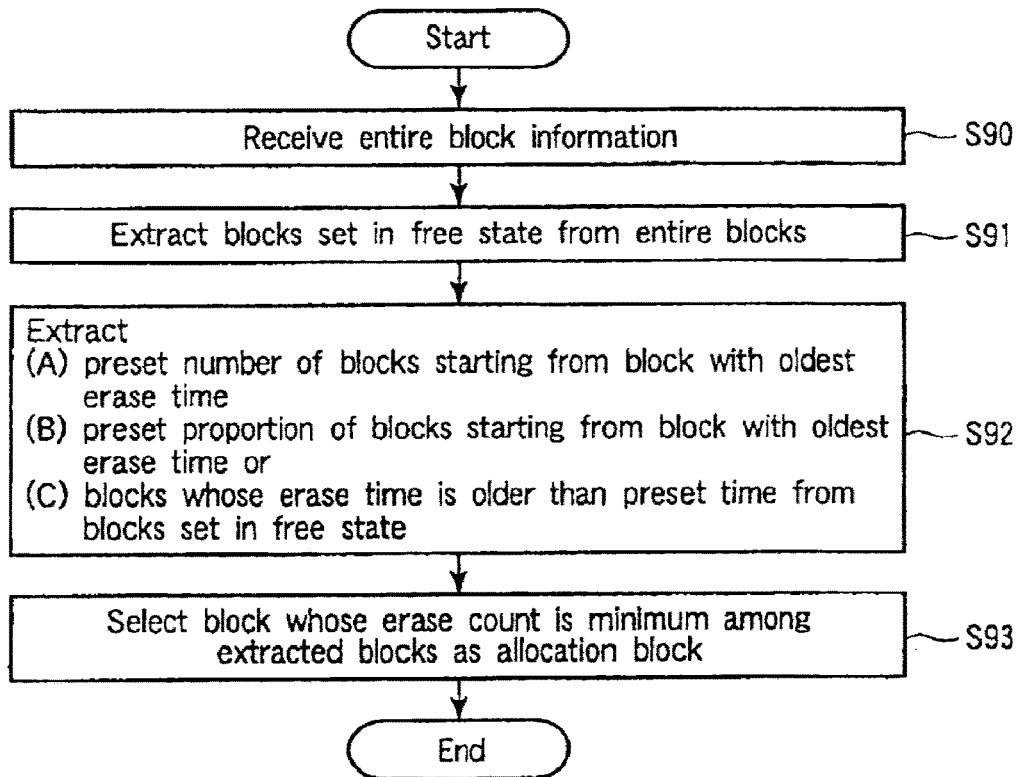 Start
Receive entire block information
S90
Extract blocks set in free state from entire blocks
S91
Extract
(A) preset number of blocks starting from block with oldest
erase time
(B) preset proportion of blocks starting from block with oldest
erase time or
(C) blocks whose erase time is older than preset time from
blocks set in free state
S92
Select block whose erase count is minimum among
extracted blocks as allocation block
S93
End